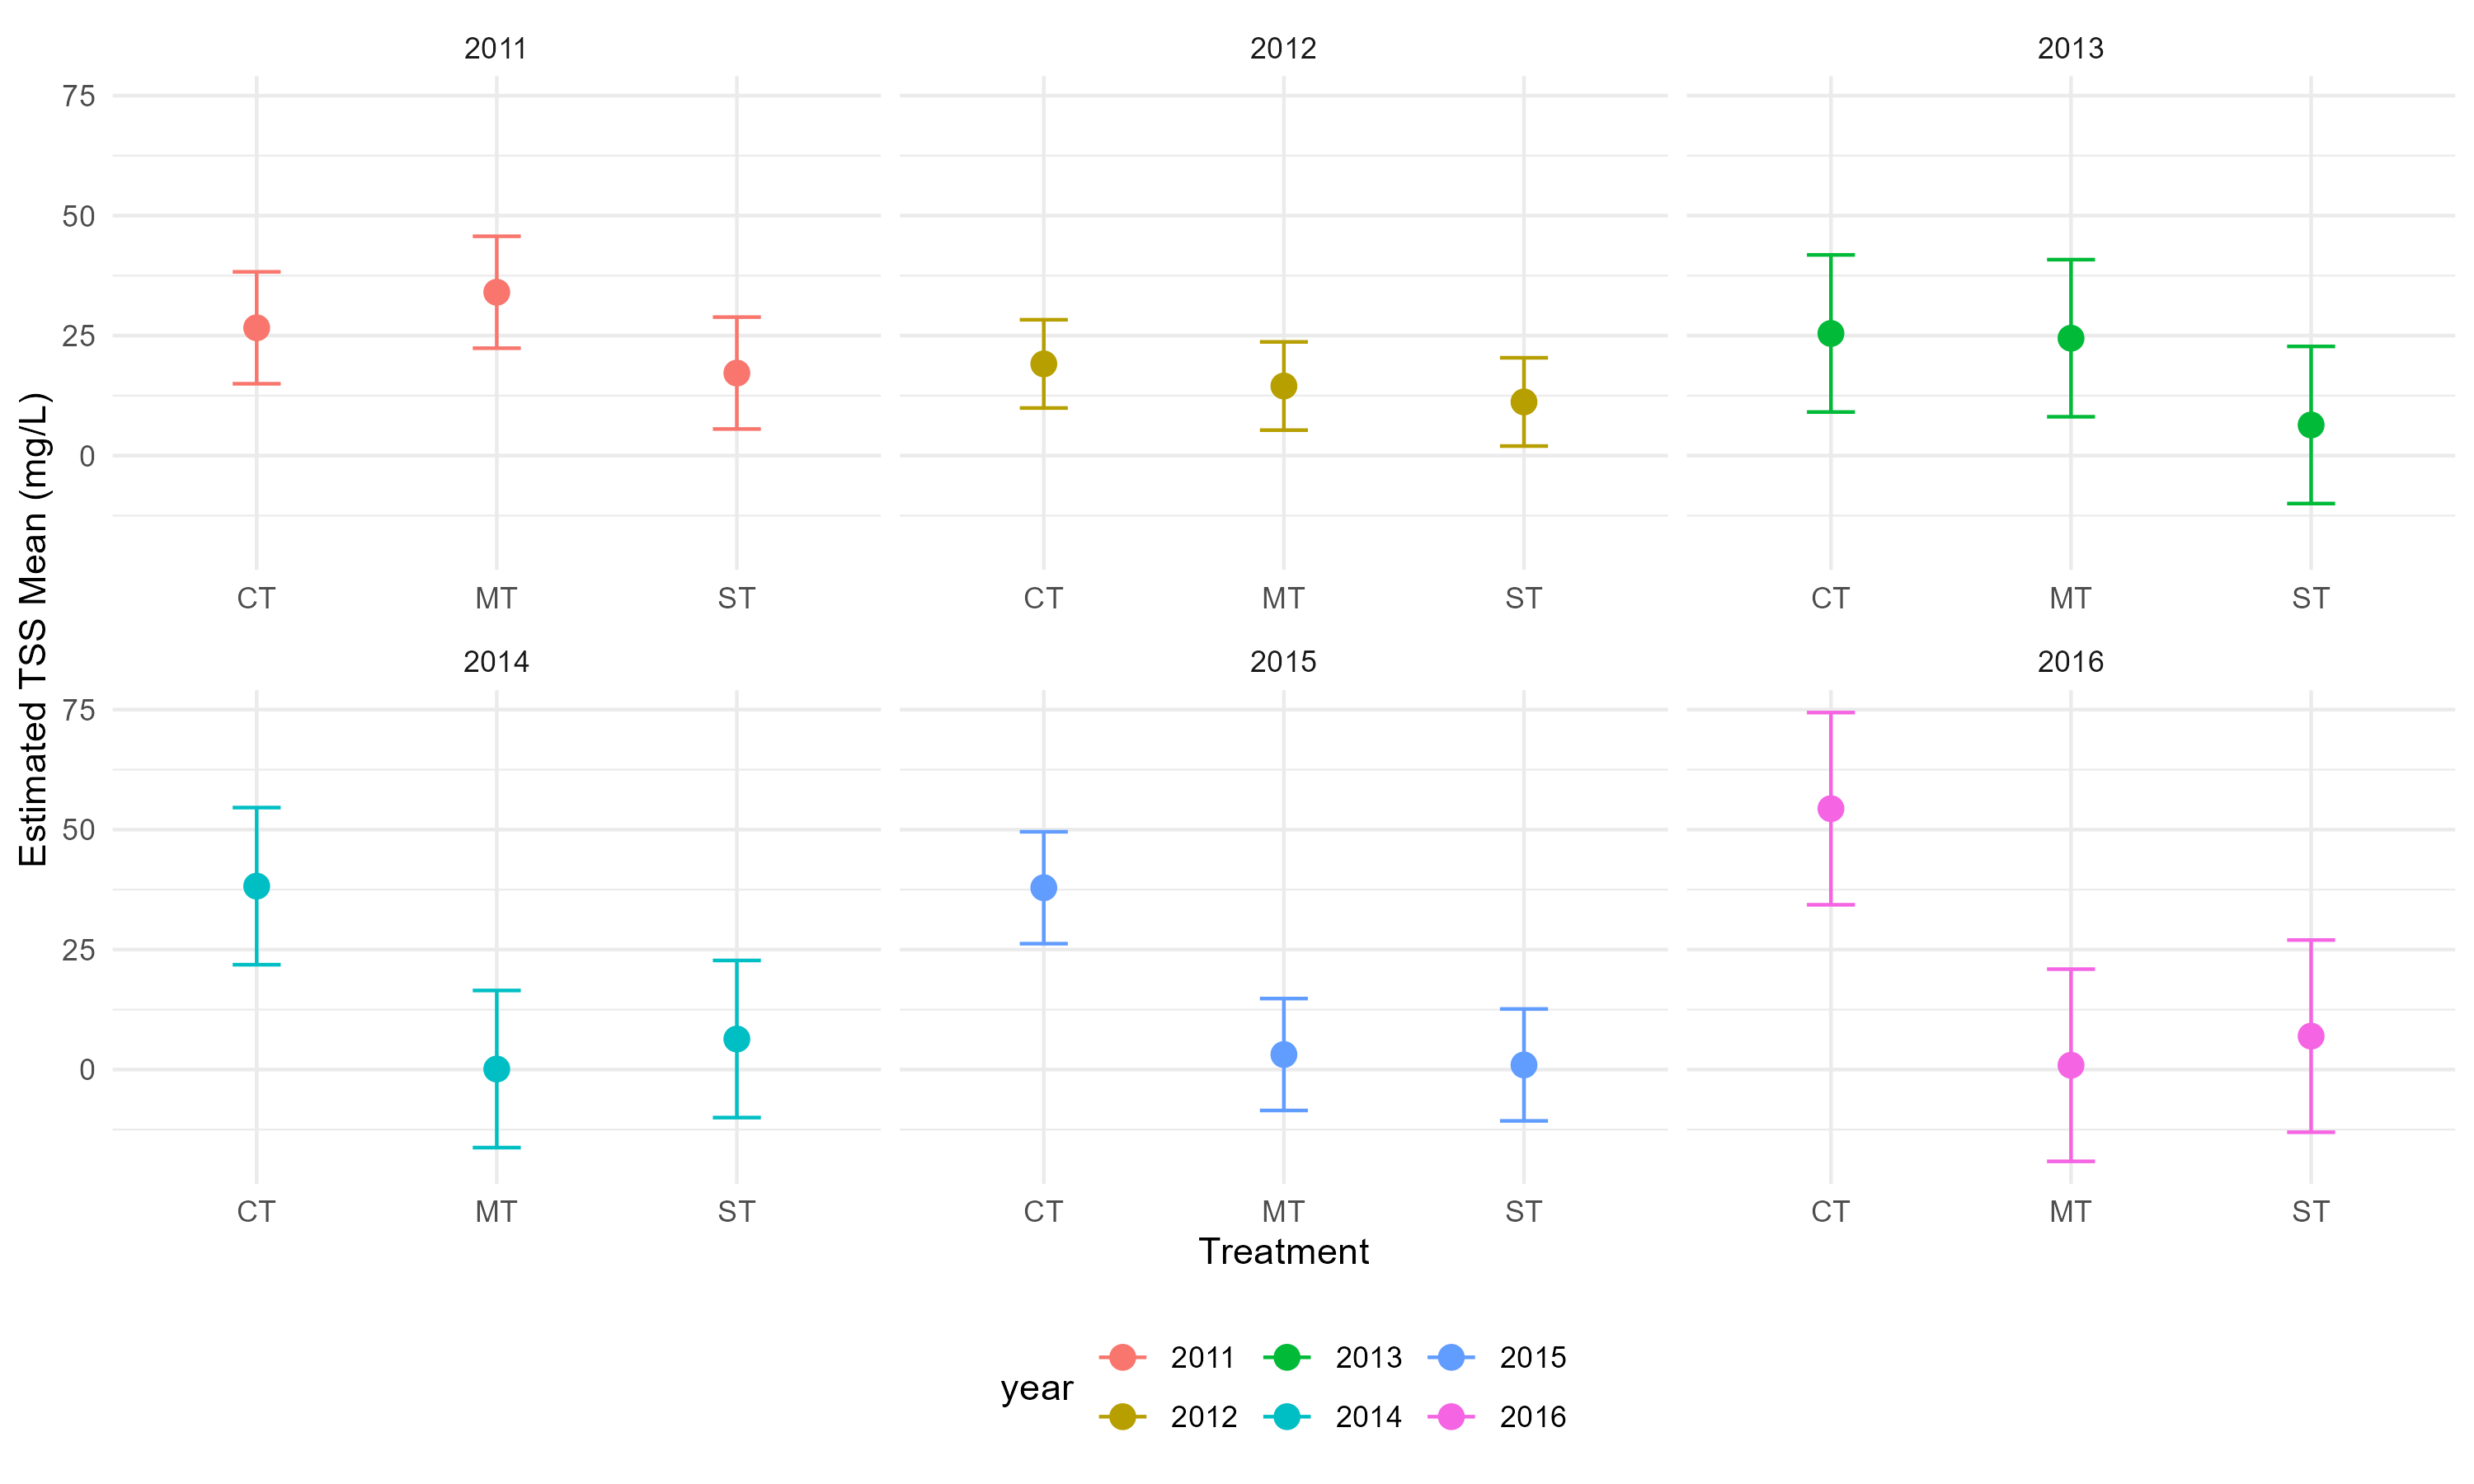 2011 2012 2013
75
50
25
0
CT MT ST CT MT ST CT MT ST
Estimated TSS Mean (mg/L)
2014 2015 2016
75
50
25
0
CT MT ST CT MT ST CT MT ST
Treatment
year
2011 2013 2015
2012 2014 2016